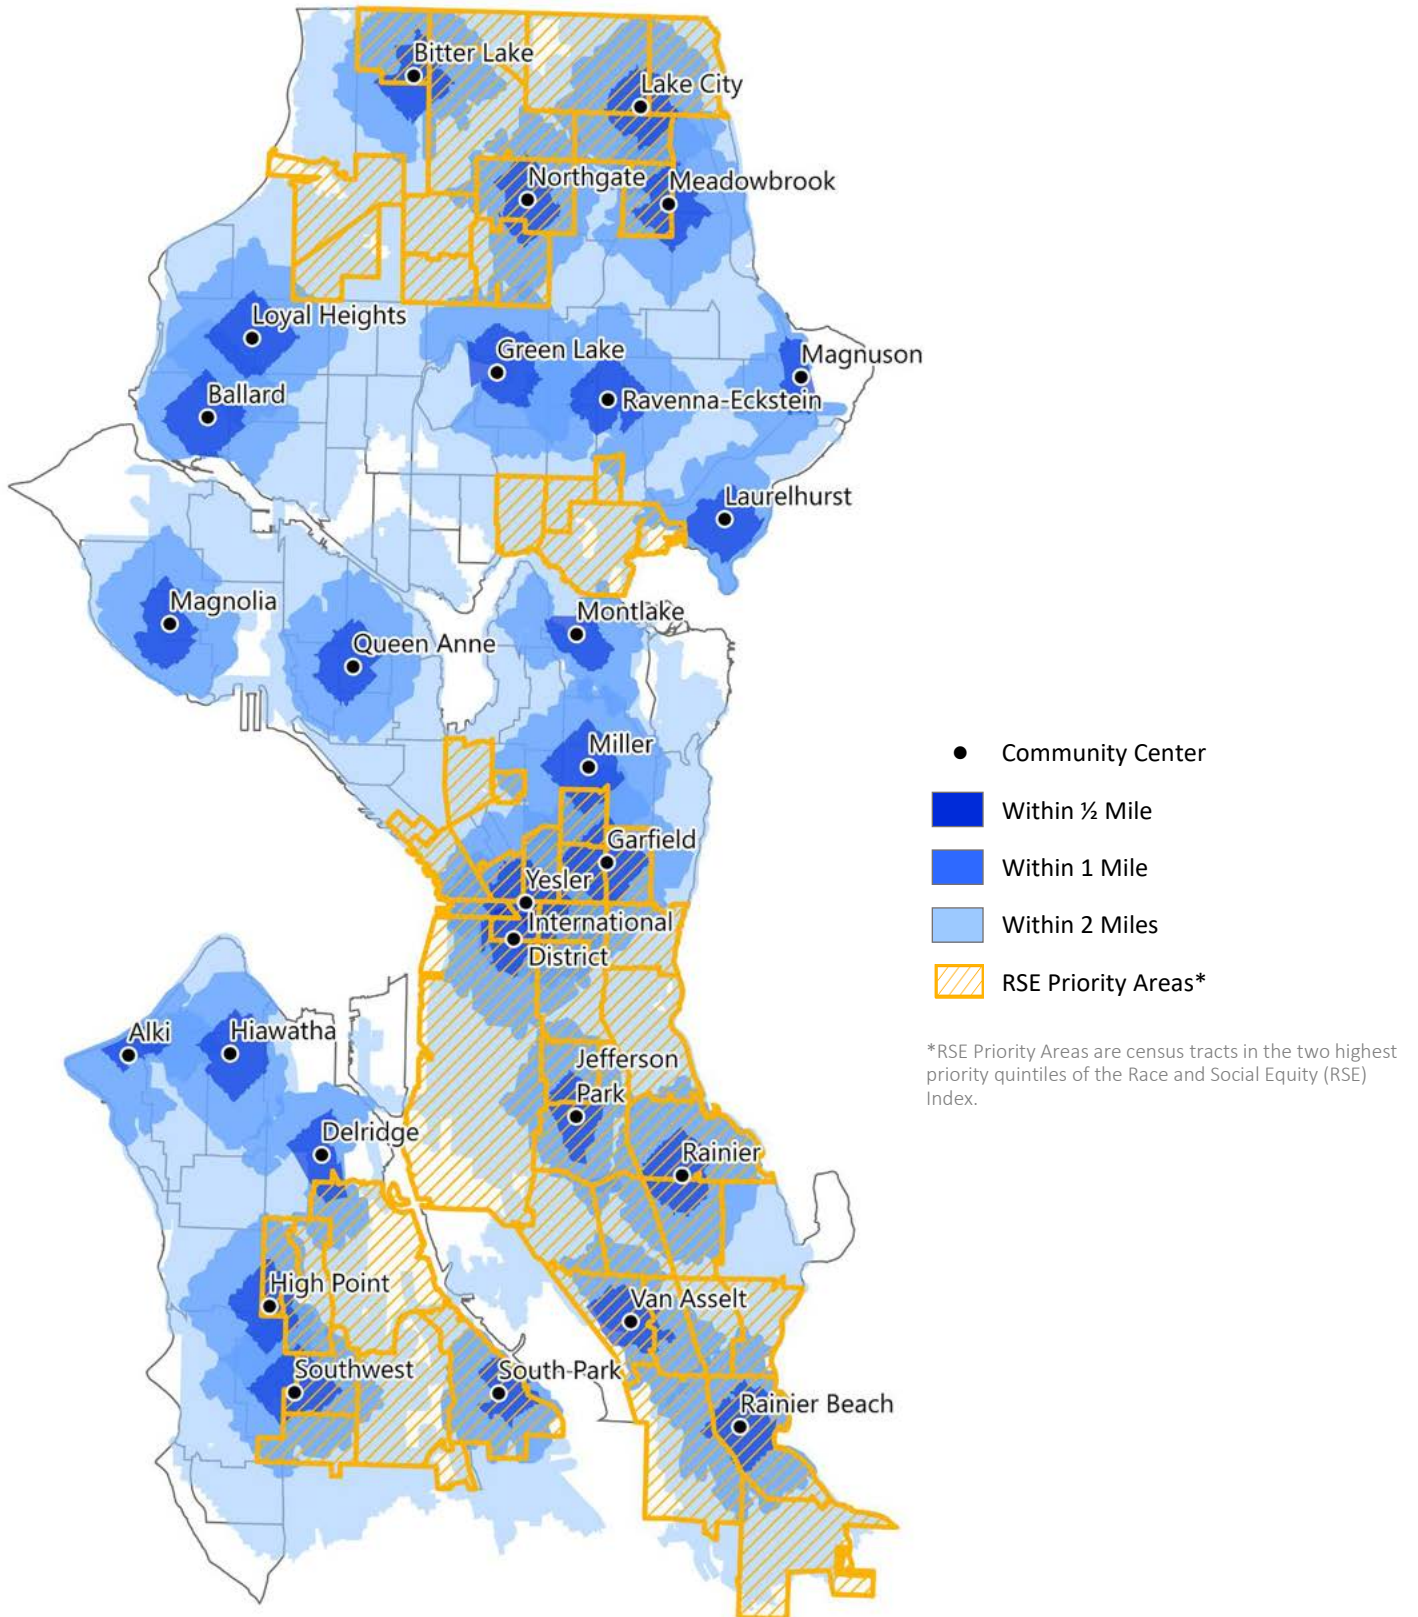 Bitter Lake
Lake City
Northgate
Meadowbrook
Loyal Heights
Green Lake
Magnuson
Ballard
Ravenna-Eckstein
Laurelhurst
Magnolia
Montlake
Queen Anne
Miller
Garfield
Yesler
International
District
Alki
Hiawatha
Jefferson
Park
Delridge
Rainier
High Point
Van Asselt
Southwest
South Park
Rainier Beach
Community Center
Within ½ Mile
Within 1 Mile
Within 2 Miles
RSE Priority Areas*
*RSE Priority Areas are census tracts in the two highest
priority quintiles of the Race and Social Equity (RSE)
Index.